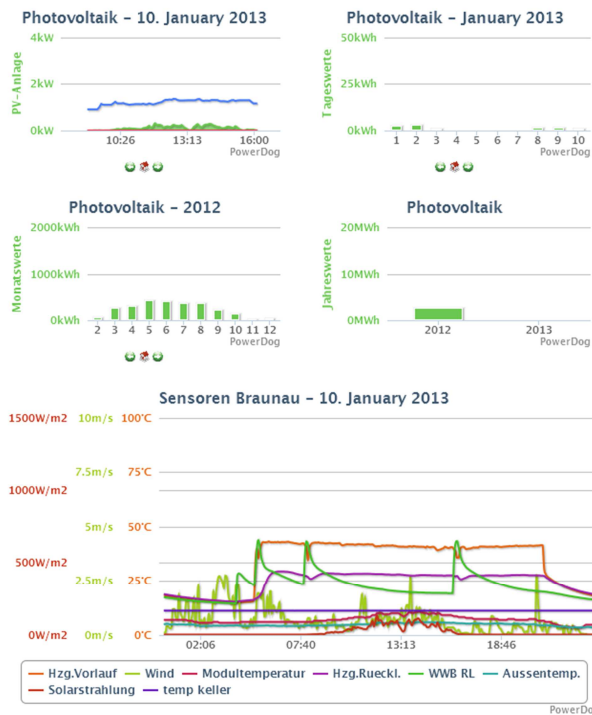 Photovoltaik – 10. January 2013
4kW
2kW
0kW
PV-Anlage
10:26 13:13 16:00
PowerDog
Photovoltaik – January 2013
50kWh
25kWh
0kWh
Tageswerte
1 2 3 4 5 6 7 8 9 10
PowerDog
Photovoltaik – 2012
2000kWh
1000kWh
0kWh
Monatswerte
2 3 4 5 6 7 8 9 10 11 12
PowerDog
Photovoltaik
20MWh
10MWh
0MWh
Jahreswerte
2012 2013
PowerDog
Sensoren Braunau – 10. January 2013
1500W/m2 10m/s 100°C
7.5m/s 75°C
1000W/m2
5m/s 50°C
500W/m2
2.5m/s 25°C
0W/m2 0m/s 0°C
02:06 07:40 13:13 18:46
Hzg.Vorlauf Wind Modultemperatur Hzg.Rueckl. WWB RL Aussentemp.
Solarstrahlung temp keller
PowerDog